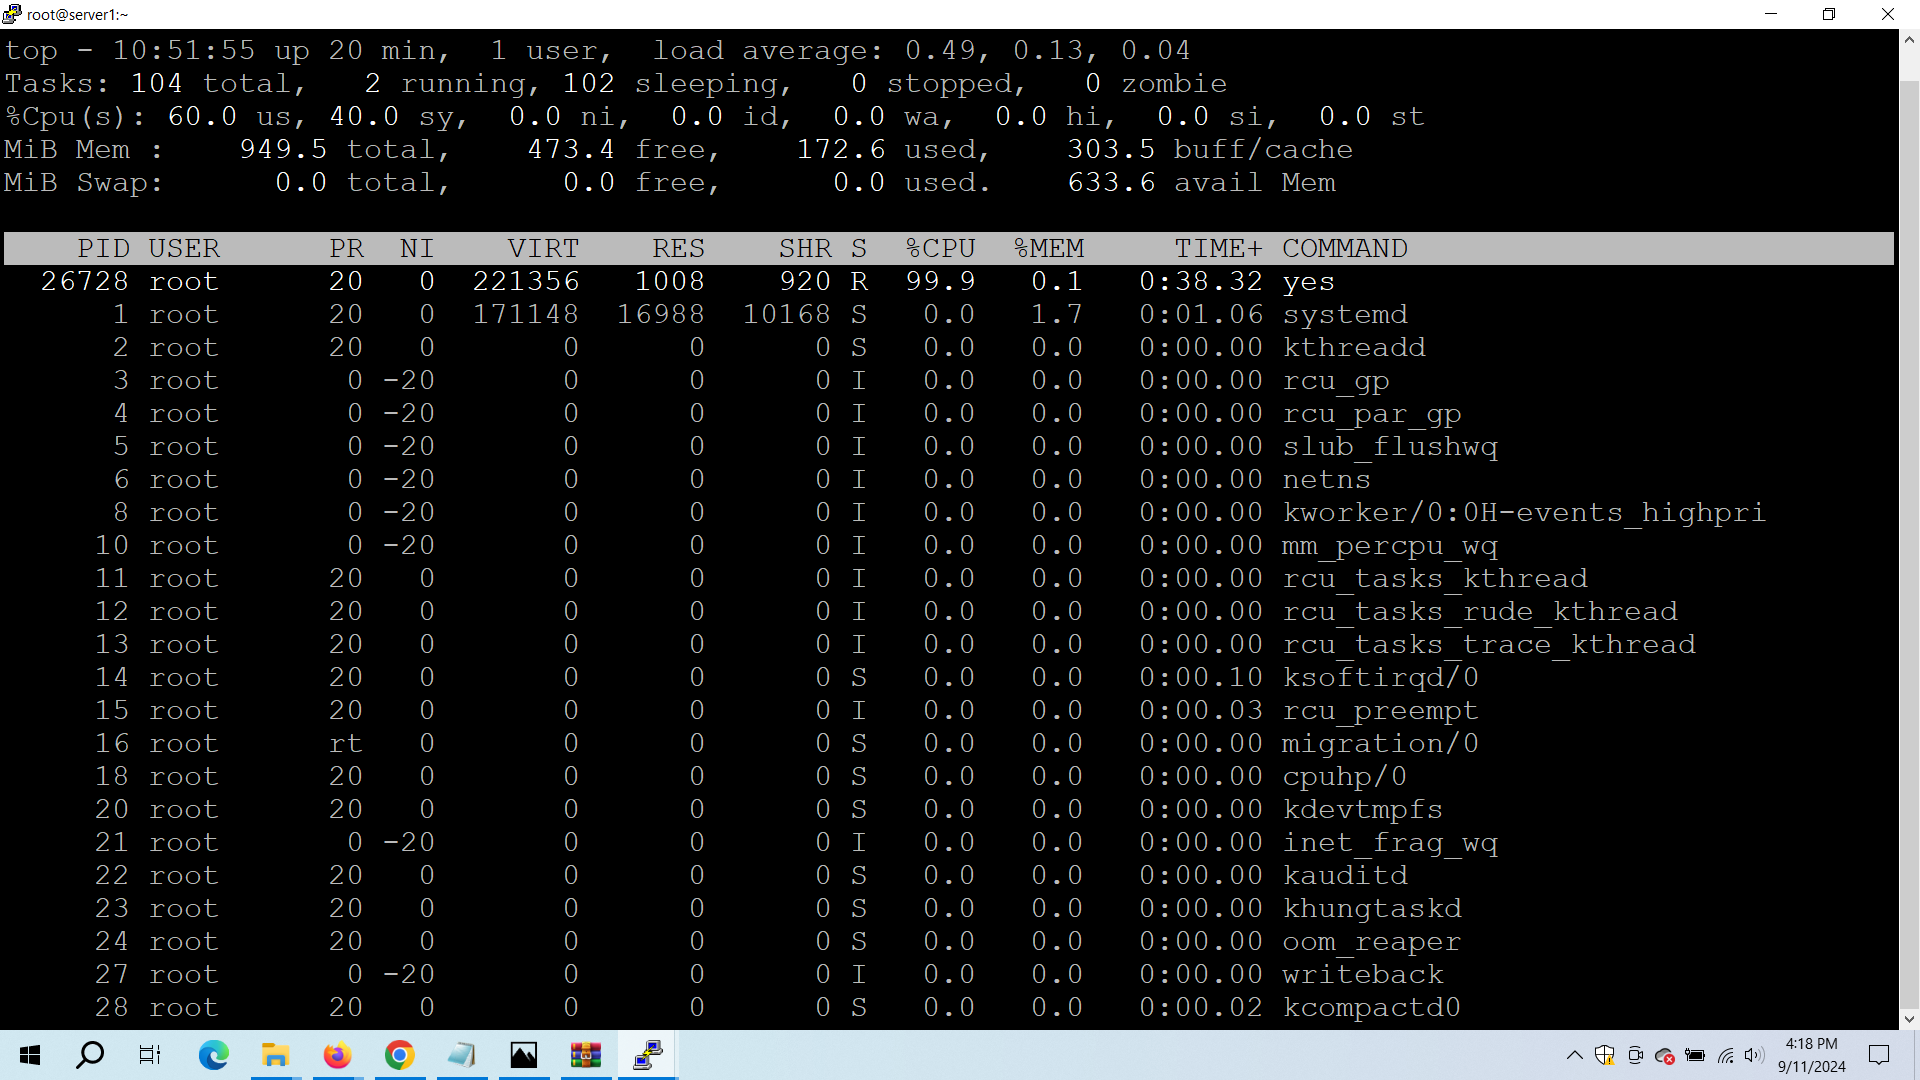 root@server1:~
top - 10:51:55 up 20 min,  1 user,  load average: 0.49, 0.13, 0.04
Tasks: 104 total,   2 running, 102 sleeping,   0 stopped,   0 zombie
%Cpu(s): 60.0 us, 40.0 sy,  0.0 ni,  0.0 id,  0.0 wa,  0.0 hi,  0.0 si,  0.0 st
MiB Mem :    949.5 total,    473.4 free,    172.6 used,    303.5 buff/cache
MiB Swap:      0.0 total,      0.0 free,      0.0 used.    633.6 avail Mem
PID USER      PR  NI    VIRT    RES    SHR S  %CPU  %MEM     TIME+ COMMAND
26728 root      20   0  221356   1008    920 R  99.9   0.1   0:38.32 yes
1 root      20   0  171148  16988  10168 S   0.0   1.7   0:01.06 systemd
2 root      20   0       0      0      0 S   0.0   0.0   0:00.00 kthreadd
3 root       0 -20       0      0      0 I   0.0   0.0   0:00.00 rcu_gp
4 root       0 -20       0      0      0 I   0.0   0.0   0:00.00 rcu_par_gp
5 root       0 -20       0      0      0 I   0.0   0.0   0:00.00 slub_flushwq
6 root       0 -20       0      0      0 I   0.0   0.0   0:00.00 netns
8 root       0 -20       0      0      0 I   0.0   0.0   0:00.00 kworker/0:0H-events_highpri
10 root       0 -20       0      0      0 I   0.0   0.0   0:00.00 mm_percpu_wq
11 root      20   0       0      0      0 I   0.0   0.0   0:00.00 rcu_tasks_kthread
12 root      20   0       0      0      0 I   0.0   0.0   0:00.00 rcu_tasks_rude_kthread
13 root      20   0       0      0      0 I   0.0   0.0   0:00.00 rcu_tasks_trace_kthread
14 root      20   0       0      0      0 S   0.0   0.0   0:00.10 ksoftirqd/0
15 root      20   0       0      0      0 I   0.0   0.0   0:00.03 rcu_preempt
16 root      rt   0       0      0      0 S   0.0   0.0   0:00.00 migration/0
18 root      20   0       0      0      0 S   0.0   0.0   0:00.00 cpuhp/0
20 root      20   0       0      0      0 S   0.0   0.0   0:00.00 kdevtmpfs
21 root       0 -20       0      0      0 I   0.0   0.0   0:00.00 inet_frag_wq
22 root      20   0       0      0      0 S   0.0   0.0   0:00.00 kauditd
23 root      20   0       0      0      0 S   0.0   0.0   0:00.00 khungtaskd
24 root      20   0       0      0      0 S   0.0   0.0   0:00.00 oom_reaper
27 root       0 -20       0      0      0 I   0.0   0.0   0:00.00 writeback
28 root      20   0       0      0      0 S   0.0   0.0   0:00.02 kcompactd0
4:18 PM
9/11/2024